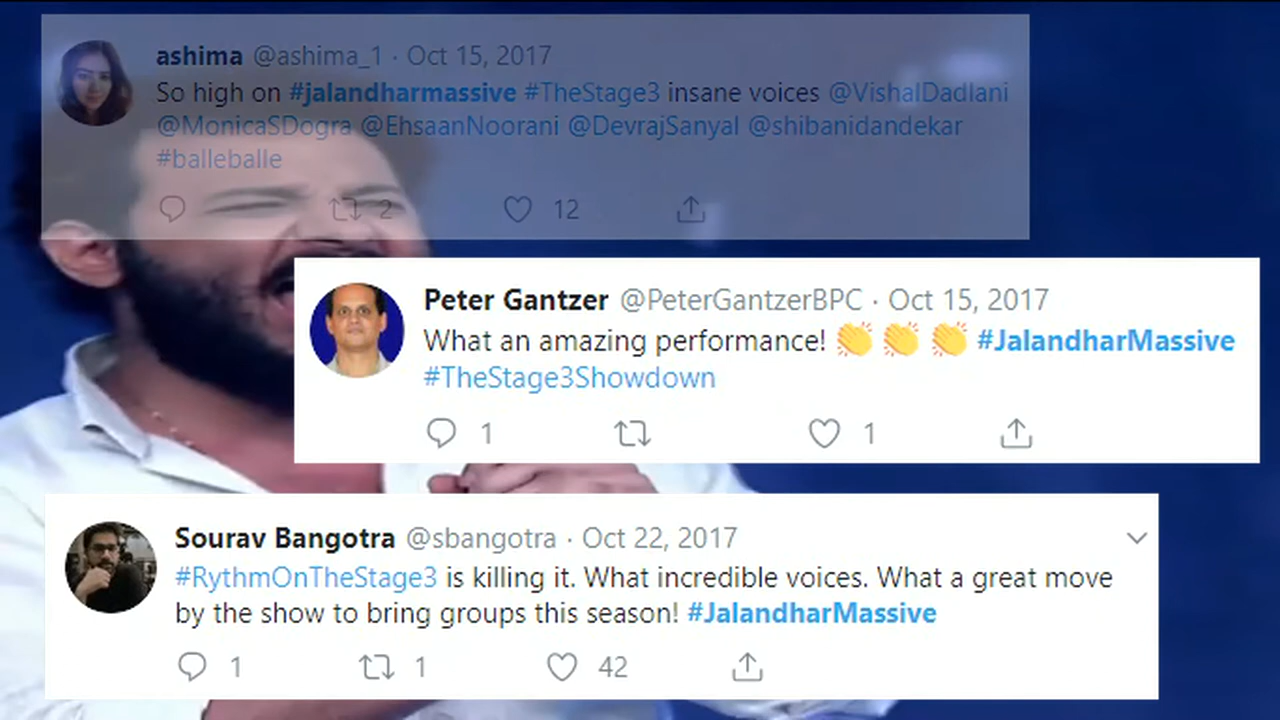 ashima @ashima_1 · Oct 15, 2017
So high on #jalandharmassive #TheStage3 insane voices @VishalDadlani
@MonicaSDogra @EhsaanNoorani @DevrajSanyal @shibanidandekar
#balleballe
2 12
Peter Gantzer @PeterGantzerBPC · Oct 15, 2017
What an amazing performance! 👏 👏 👏 #JalandharMassive
#TheStage3Showdown
1 1
Sourav Bangotra @sbangotra · Oct 22, 2017
#RythmOnTheStage3 is killing it. What incredible voices. What a great move
by the show to bring groups this season! #JalandharMassive
1 1 42